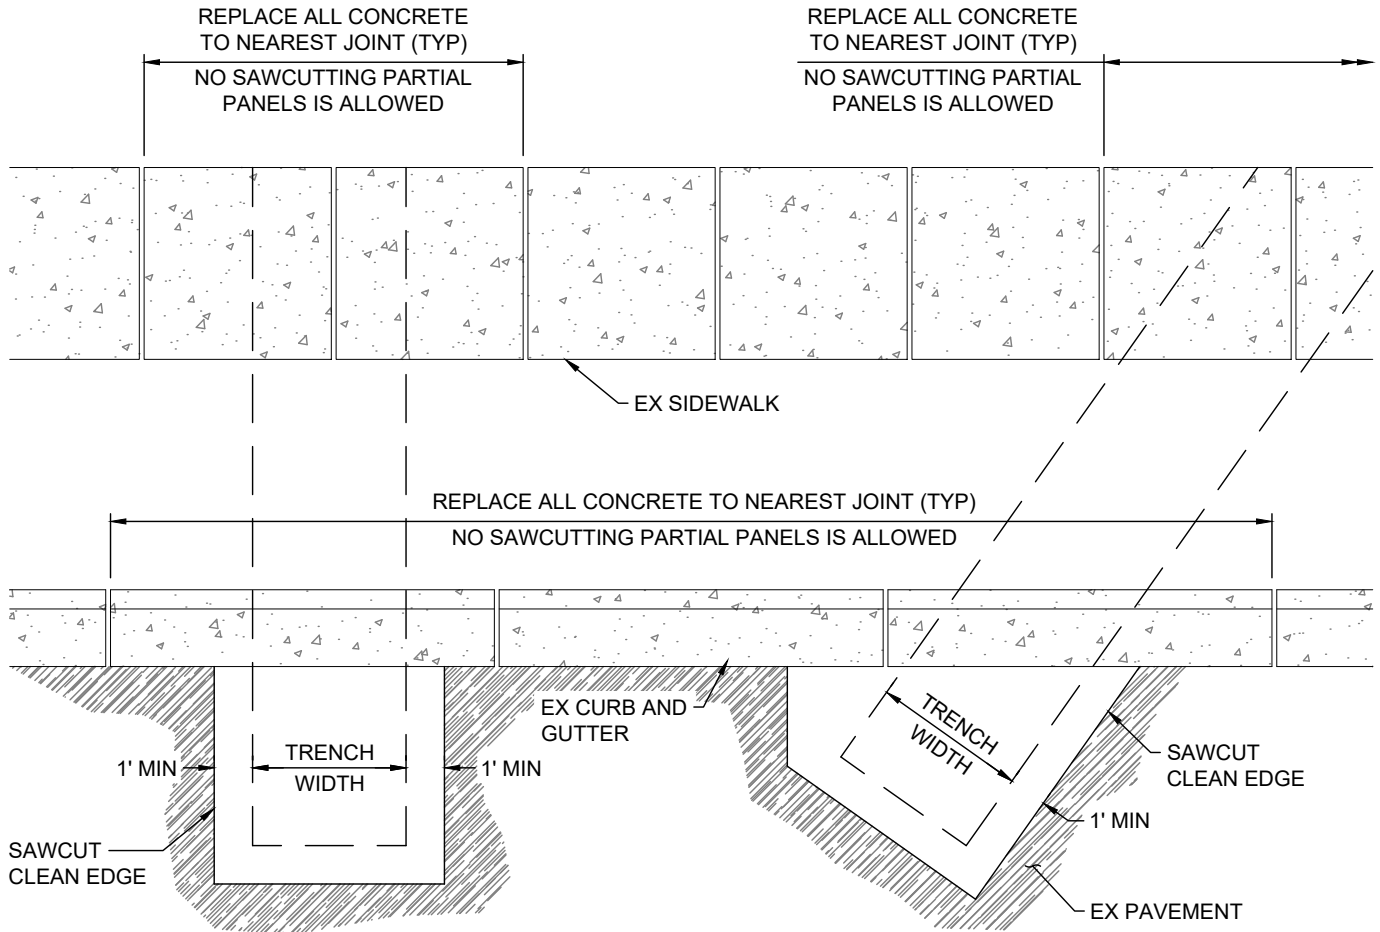 REPLACE ALL CONCRETE
TO NEAREST JOINT (TYP)
NO SAWCUTTING PARTIAL
PANELS IS ALLOWED
REPLACE ALL CONCRETE
TO NEAREST JOINT (TYP)
NO SAWCUTTING PARTIAL
PANELS IS ALLOWED
EX SIDEWALK
REPLACE ALL CONCRETE TO NEAREST JOINT (TYP)
NO SAWCUTTING PARTIAL PANELS IS ALLOWED
EX CURB AND
GUTTER
1' MIN
TRENCH
WIDTH
1' MIN
SAWCUT
CLEAN EDGE
TRENCH
WIDTH
SAWCUT
CLEAN EDGE
1' MIN
EX PAVEMENT